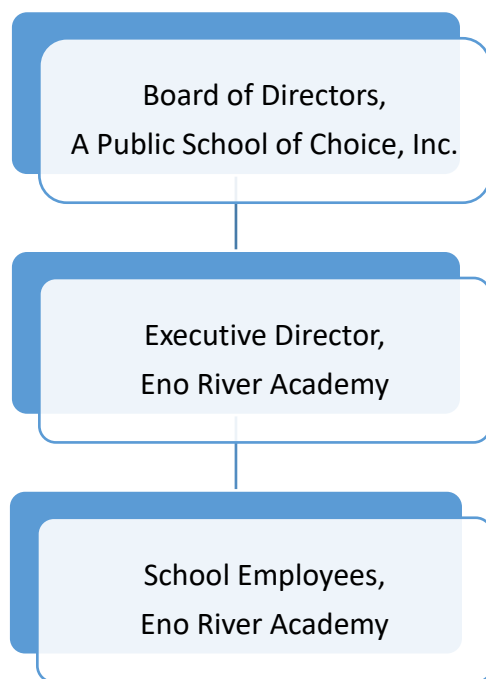 Board of Directors,
A Public School of Choice, Inc.
Executive Director,
Eno River Academy
School Employees,
Eno River Academy